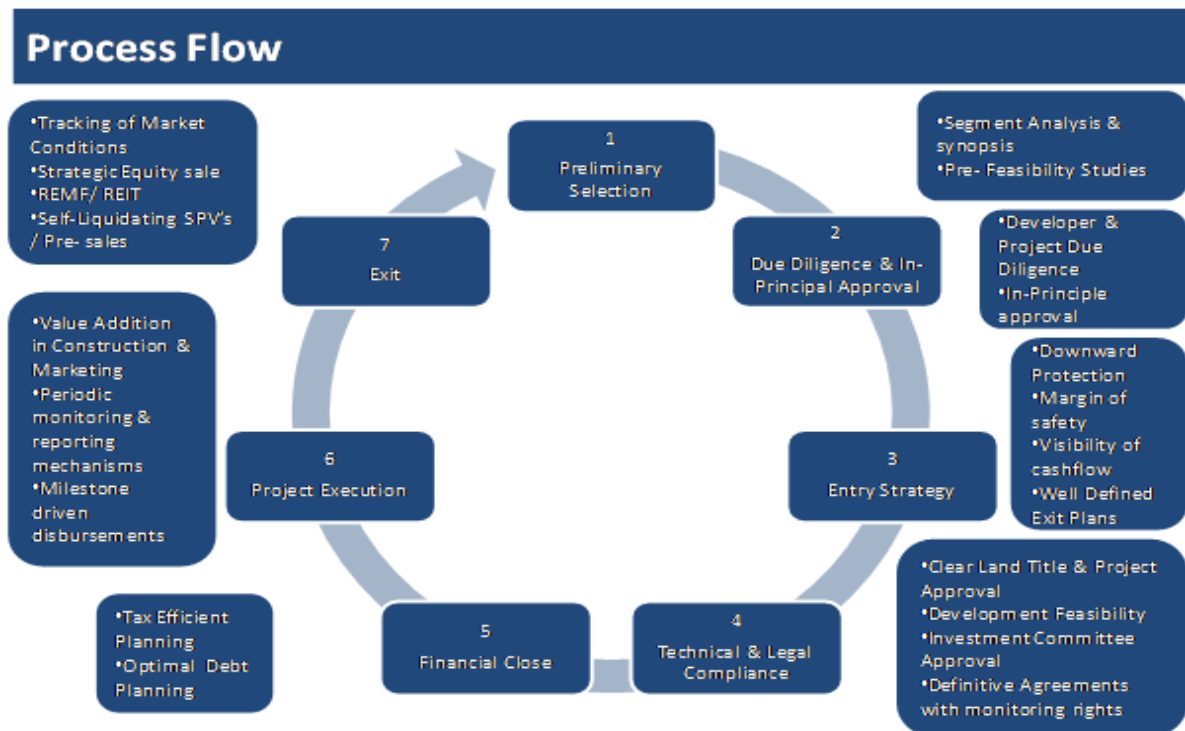 Process Flow
1
Preliminary
Selection
•Segment Analysis &
synopsis
•Pre- Feasibility Studies
2
Due Diligence & In-
Principal Approval
•Developer &
Project Due
Diligence
•In-Principle
approval
3
Entry Strategy
•Downward
Protection
•Margin of
safety
•Visibility of
cashflow
•Well Defined
Exit Plans
4
Technical & Legal
Compliance
•Clear Land Title & Project
Approval
•Development Feasibility
•Investment Committee
Approval
•Definitive Agreements
with monitoring rights
5
Financial Close
•Tax Efficient
Planning
•Optimal Debt
Planning
6
Project Execution
•Value Addition
in Construction &
Marketing
•Periodic
monitoring &
reporting
mechanisms
•Milestone
driven
disbursements
7
Exit
•Tracking of Market
Conditions
•Strategic Equity sale
•REMF/ REIT
•Self-Liquidating SPV's
/ Pre- sales